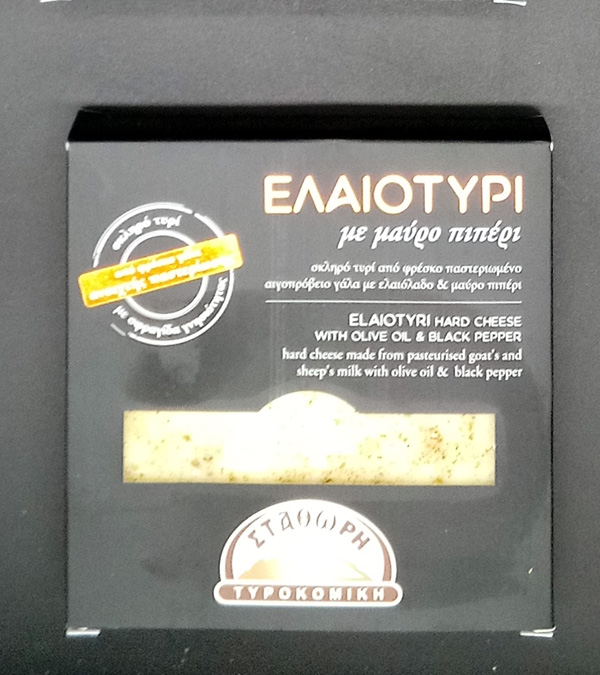 ΕΛΑΙΟΤΥΡΙ
με μαύρο πιπέρι
σκληρό τυρί από φρέσκο παστεριωμένο
αιγοπρόβειο γάλα με ελαιόλαδο & μαύρο πιπέρι
ELAIOTYRI HARD CHEESE
WITH OLIVE OIL & BLACK PEPPER
hard cheese made from pasteurised goat's and
sheep's milk with olive oil & black pepper
σκληρό τυρί
ΣΤΑΘΩΡΗ
ΤΥΡΟΚΟΜΙΚΗ